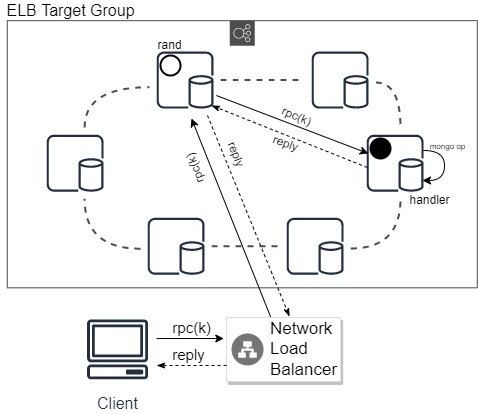 ELB Target Group
rand
rpc(k)
reply
mongo op
handler
rpc(k)
reply
rpc(k)
reply
Network
Load
Balancer
Client